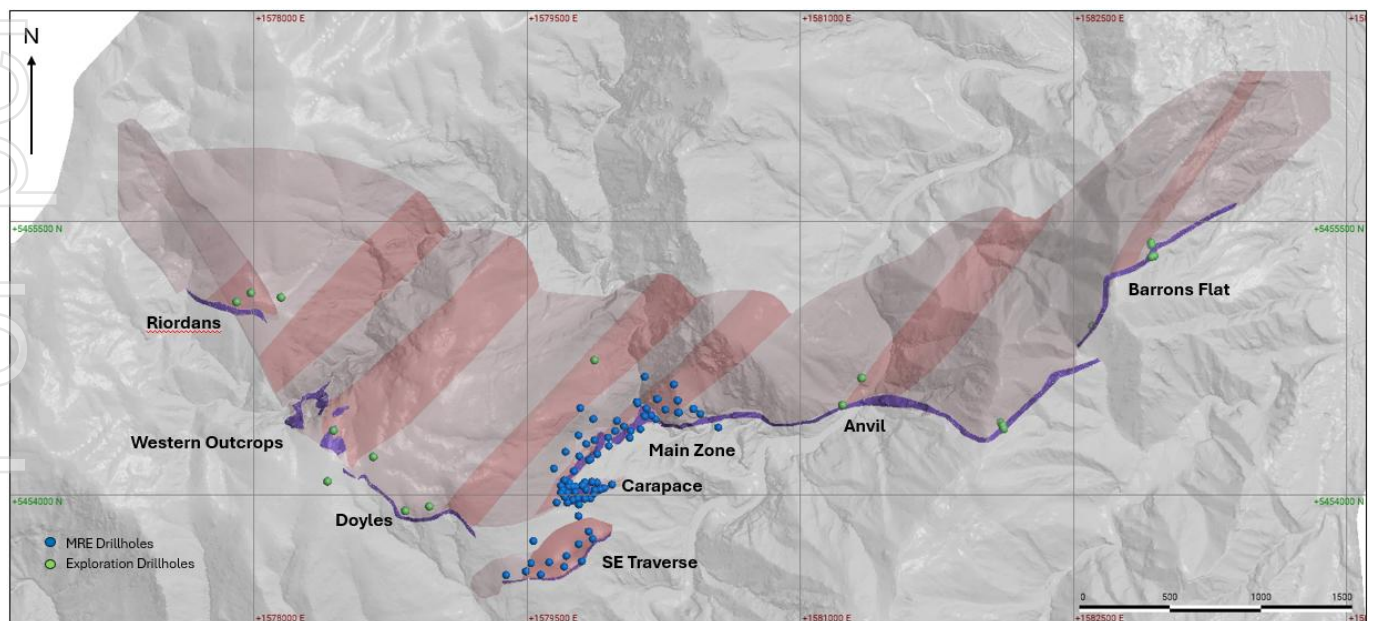 +1578000 E
+1579500 E
+1581000 E
+1582500 E
N
+5455500 N
+5455500 N
Riordans
Barrons Flat
Western Outcrops
Main Zone
Anvil
Carapace
+5454000 N
+5454000 N
Doyles
MRE Drillholes
SE Traverse
Exploration Drillholes
0 500 1000 1500
+1578000 E
+1579500 E
+1581000 E
+1582500 E